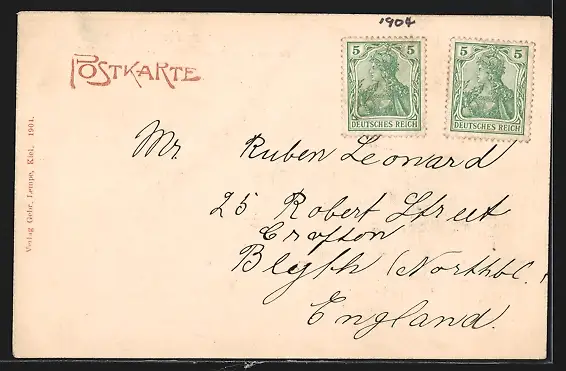 1904
5 5
DEUTSCHES REICH
5 5
DEUTSCHES REICH
POSTKARTE
Verlag Gebr. Lempe, Kiel. 1904.
Mr. Ruben Leonard
25 Robert Street
Crofton
Blyth (Northbl.
England.